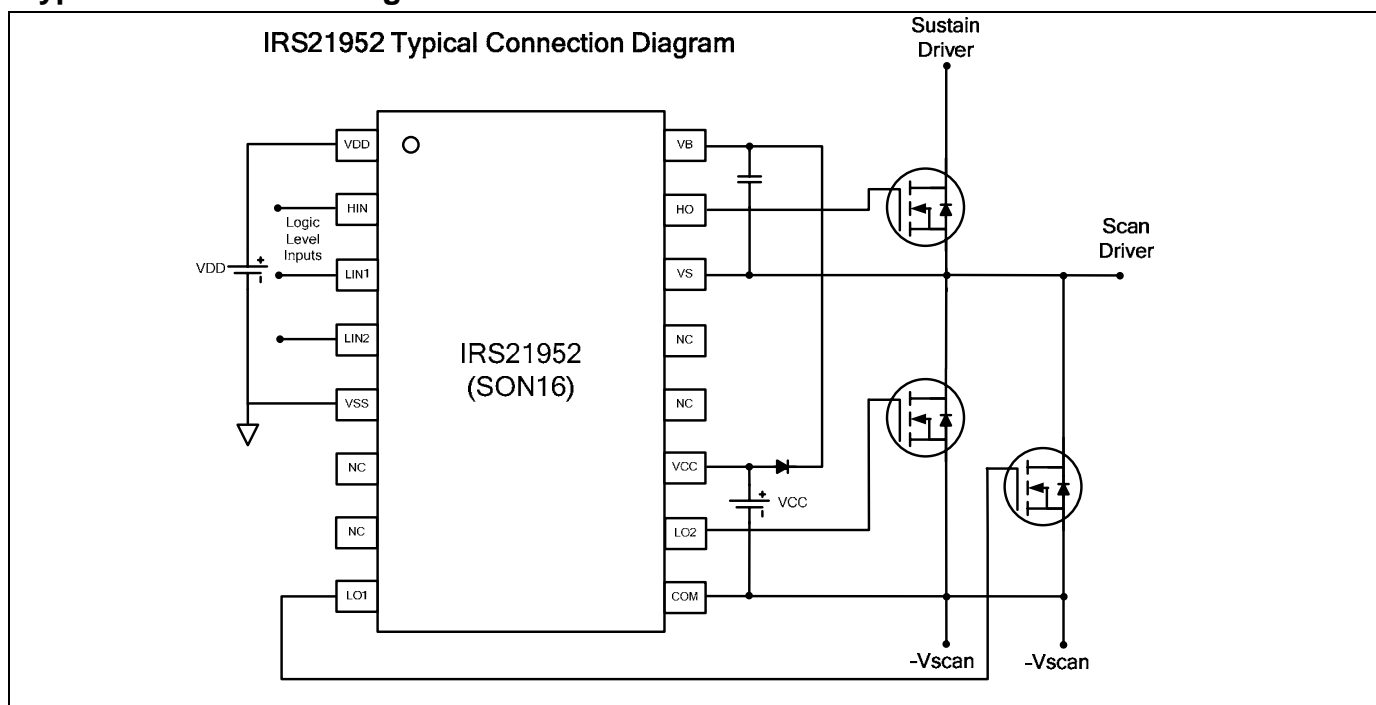 IRS21952 Typical Connection Diagram
Sustain
Driver
VDD
VB
HIN
HO
Logic
Level
Inputs
Scan
Driver
VDD
+
-
LIN1
VS
LIN2
NC
IRS21952
(SON16)
VSS
NC
NC
VCC
+
-
VCC
NC
LO2
LO1
COM
-Vscan
-Vscan